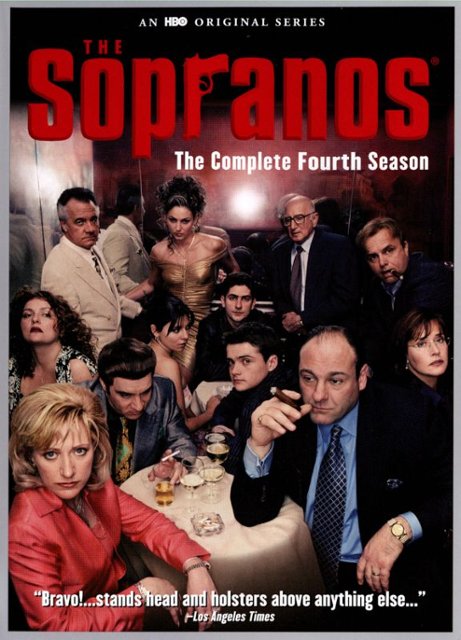 AN HBO ORIGINAL SERIES
THE
SopRanos®
The Complete Fourth Season
"Bravo!...stands head and holsters above anything else..."
–Los Angeles Times